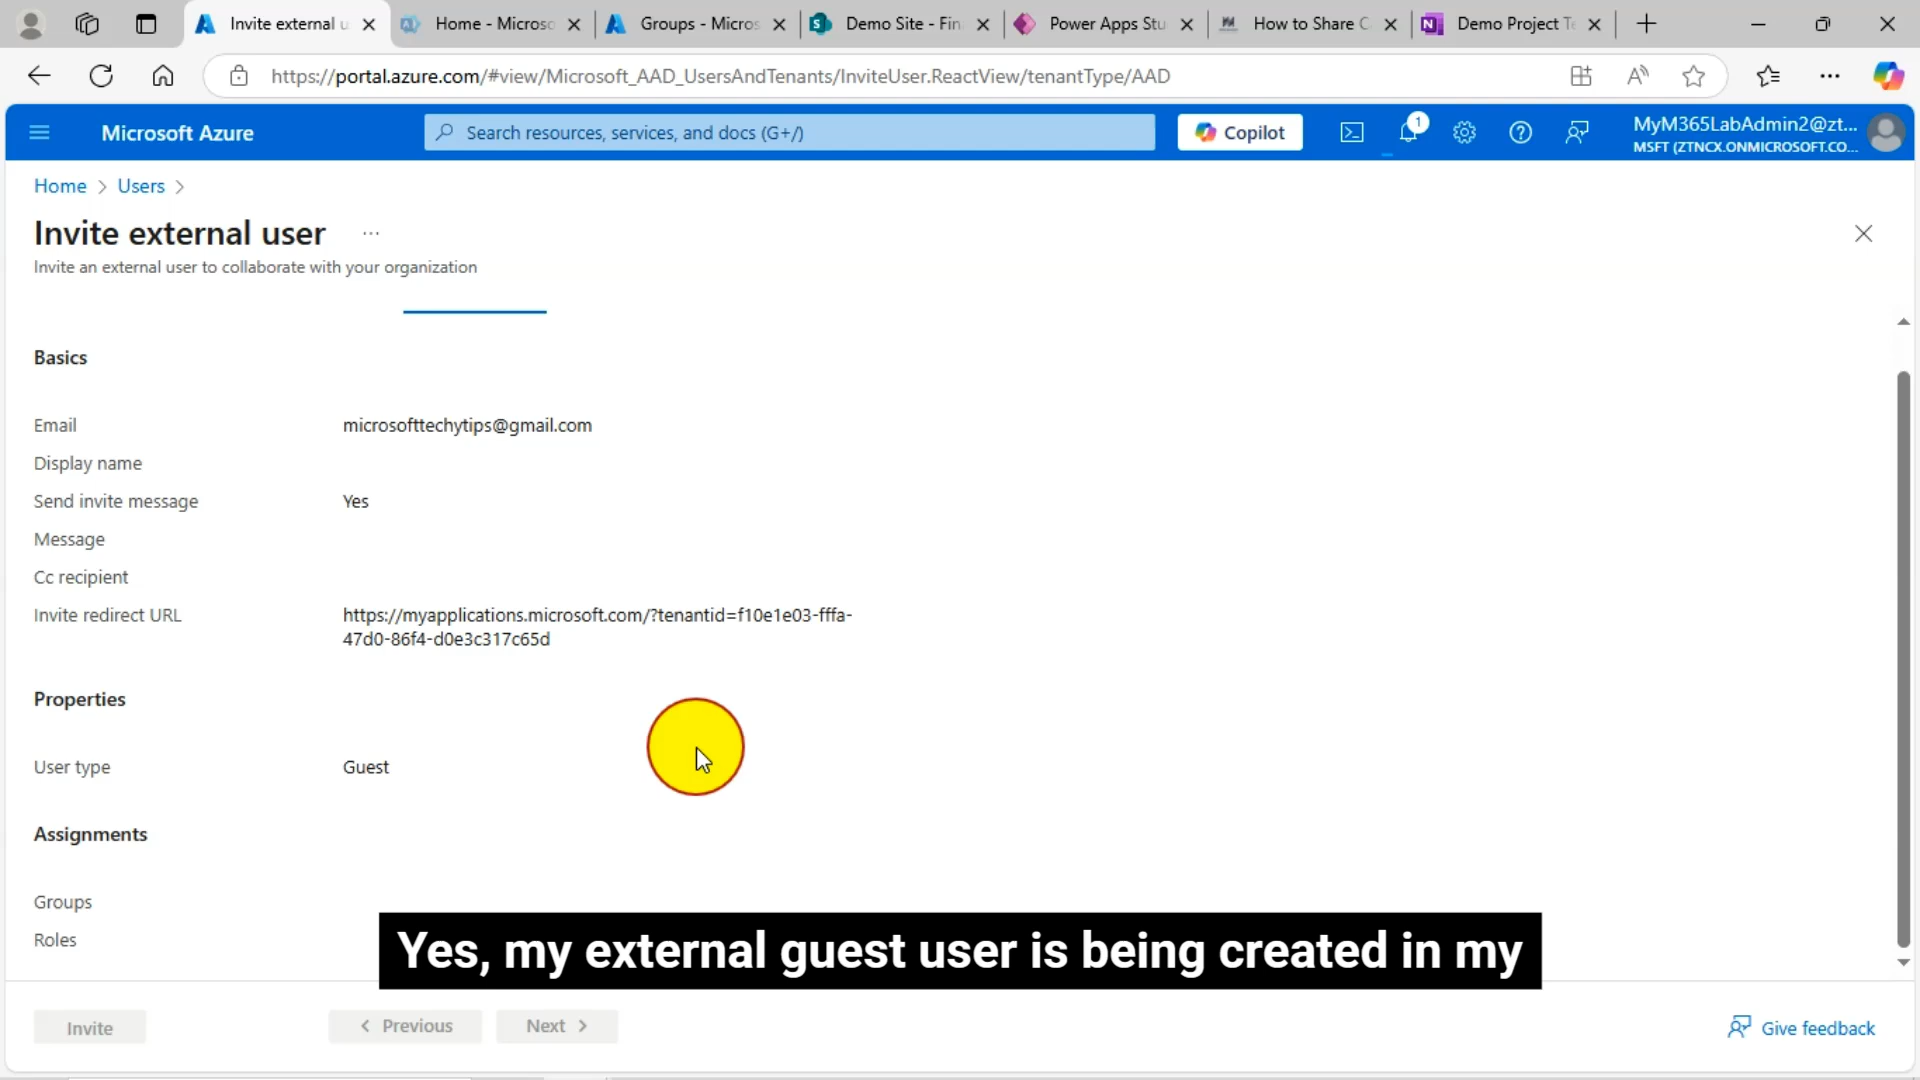 Invite external u
Home - Microso
Groups - Micros
Demo Site - Fin
Power Apps Stu
How to Share C
Demo Project Te
https://portal.azure.com/#view/Microsoft_AAD_UsersAndTenants/InviteUser.ReactView/tenantType/AAD
Microsoft Azure
Search resources, services, and docs (G+/)
Copilot
1
MyM365LabAdmin2@zt...
MSFT (ZTNCX.ONMICROSOFT.CO...
Home > Users >
Invite external user ...
Invite an external user to collaborate with your organization
Basics
Email microsofttechytips@gmail.com
Display name
Send invite message Yes
Message
Cc recipient
Invite redirect URL https://myapplications.microsoft.com/?tenantid=f10e1e03-fffa-
47d0-86f4-d0e3c317c65d
Properties
User type Guest
Assignments
Groups
Roles
Yes, my external guest user is being created in my
Invite
< Previous
Next >
Give feedback